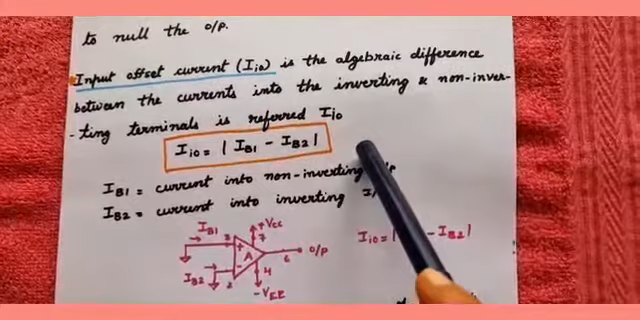 to null the o/p.
Input offset current (Iio) is the algebraic difference
between the currents into the inverting & non-inver-
-ting terminals is referred Iio
Iio = | IB1 - IB2 |
IB1 = current into non-inverting
IB2 = current into inverting
IB1 3 + A +VCC 7 6 o/p
IB2 2 - 4 -VEE
Iio = | - IB2 |